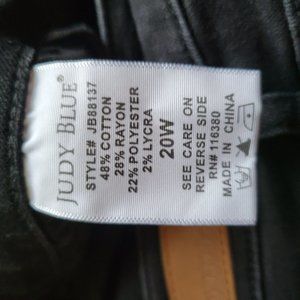 JUDY BLUE®
STYLE# JB88137
48% COTTON
28% RAYON
22% POLYESTER
2% LYCRA
20W
SEE CARE ON
REVERSE SIDE
RN# 116380
MADE IN CHINA